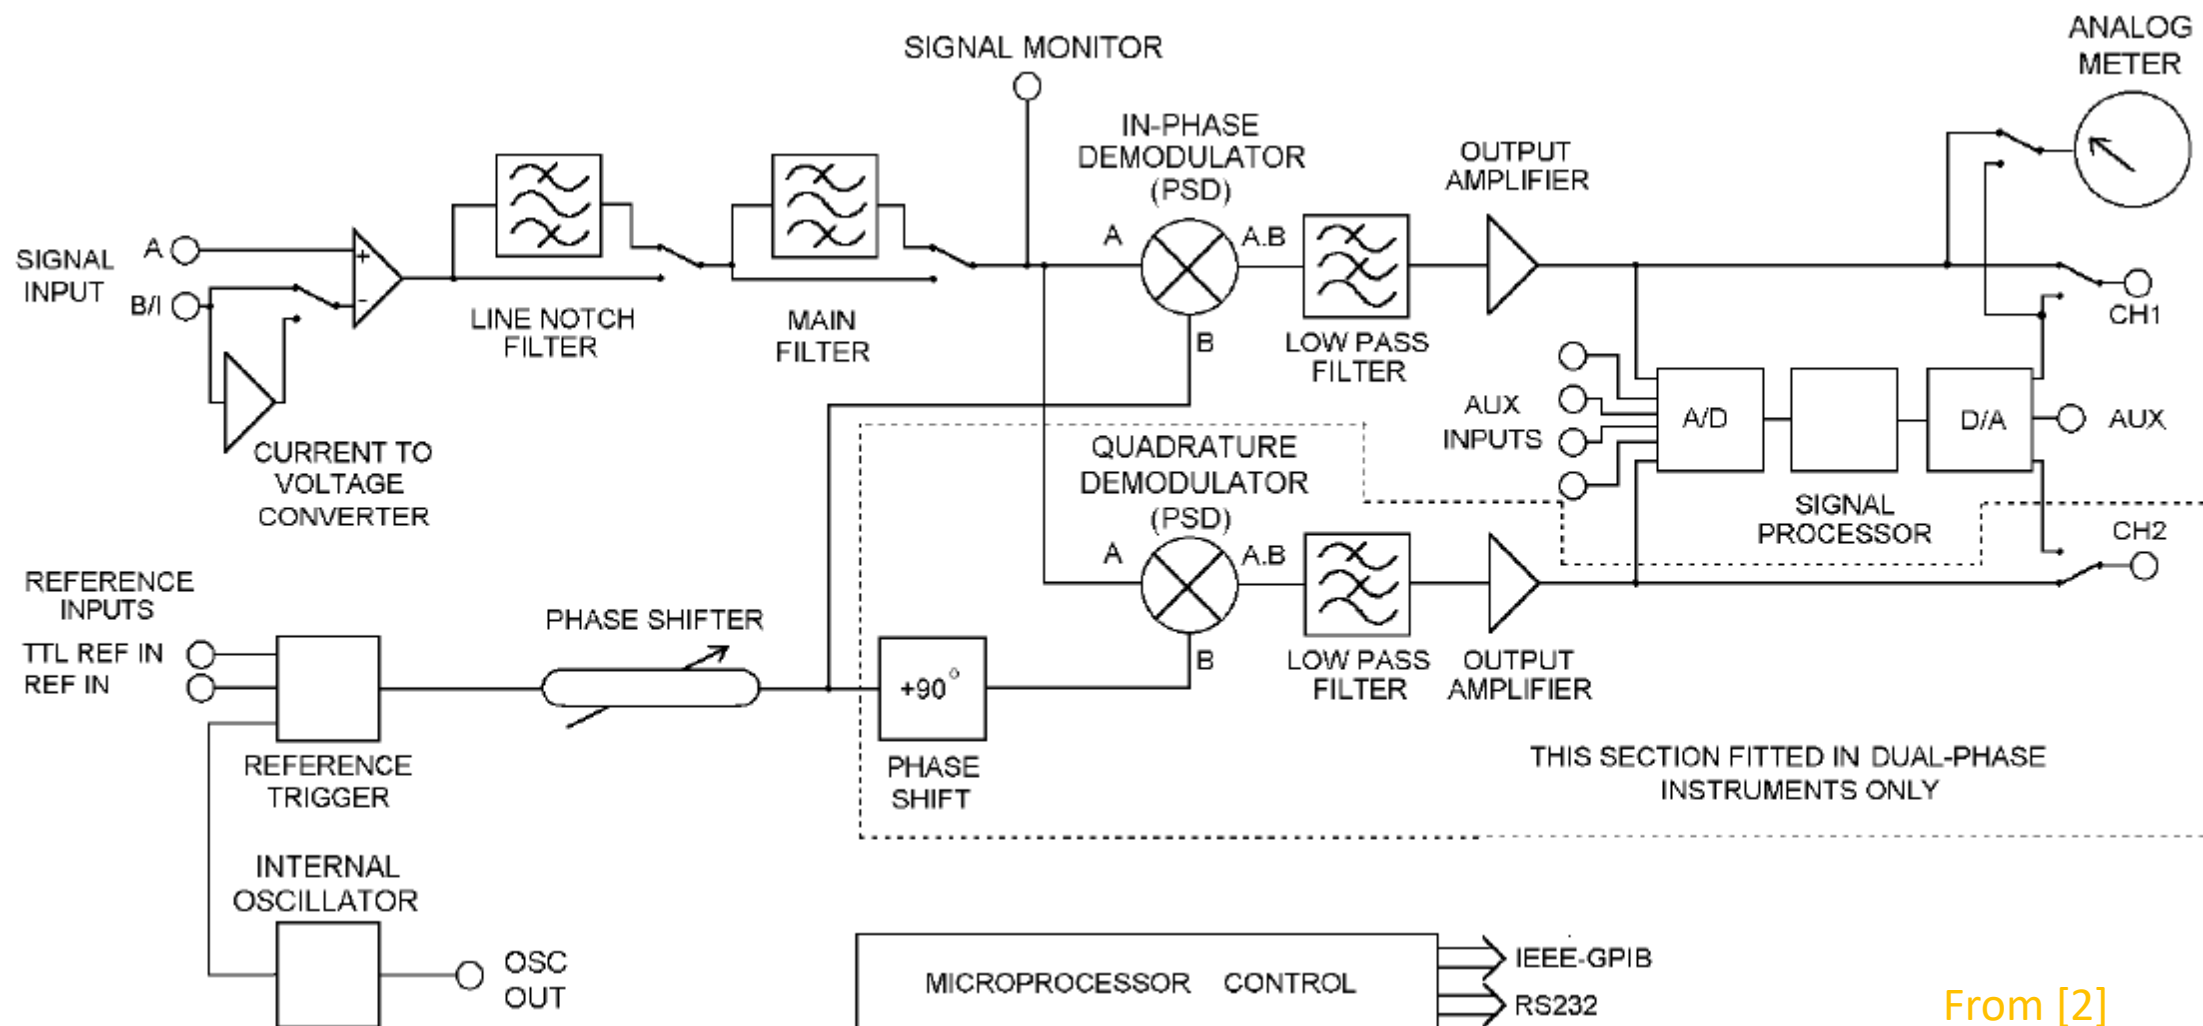 ANALOG
METER
SIGNAL MONITOR
IN-PHASE
DEMODULATOR
(PSD)
OUTPUT
AMPLIFIER
SIGNAL
INPUT
A
B/I
+
-
LINE NOTCH
FILTER
MAIN
FILTER
A
A.B
B
LOW PASS
FILTER
CH1
CURRENT TO
VOLTAGE
CONVERTER
AUX
INPUTS
A/D
D/A
AUX
SIGNAL
PROCESSOR
QUADRATURE
DEMODULATOR
(PSD)
A
A.B
B
CH2
LOW PASS
FILTER
OUTPUT
AMPLIFIER
REFERENCE
INPUTS
TTL REF IN
REF IN
PHASE SHIFTER
+90°
REFERENCE
TRIGGER
PHASE
SHIFT
THIS SECTION FITTED IN DUAL-PHASE
INSTRUMENTS ONLY
INTERNAL
OSCILLATOR
OSC
OUT
MICROPROCESSOR CONTROL
IEEE-GPIB
RS232
From [2]